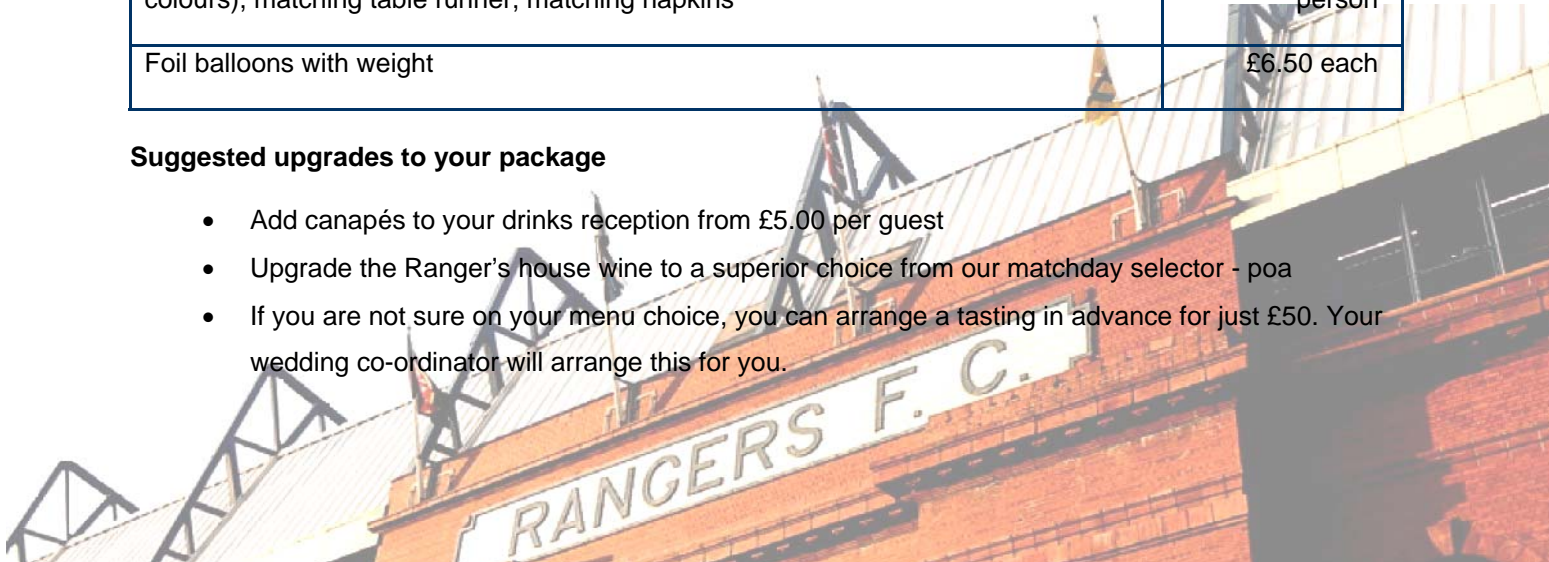 colours), matching table runner, matching napkins person
Foil balloons with weight £6.50 each
Suggested upgrades to your package
• Add canapés to your drinks reception from £5.00 per guest
• Upgrade the Ranger’s house wine to a superior choice from our matchday selector - poa
• If you are not sure on your menu choice, you can arrange a tasting in advance for just £50. Your
wedding co-ordinator will arrange this for you.
RANGERS F. C.